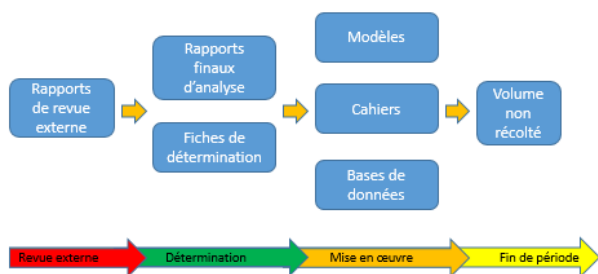 Rapports
de revue
externe
Rapports
finaux
d'analyse
Fiches de
détermination
Modèles
Cahiers
Bases de
données
Volume
non
récolté
Revue externe
Détermination
Mise en œuvre
Fin de période